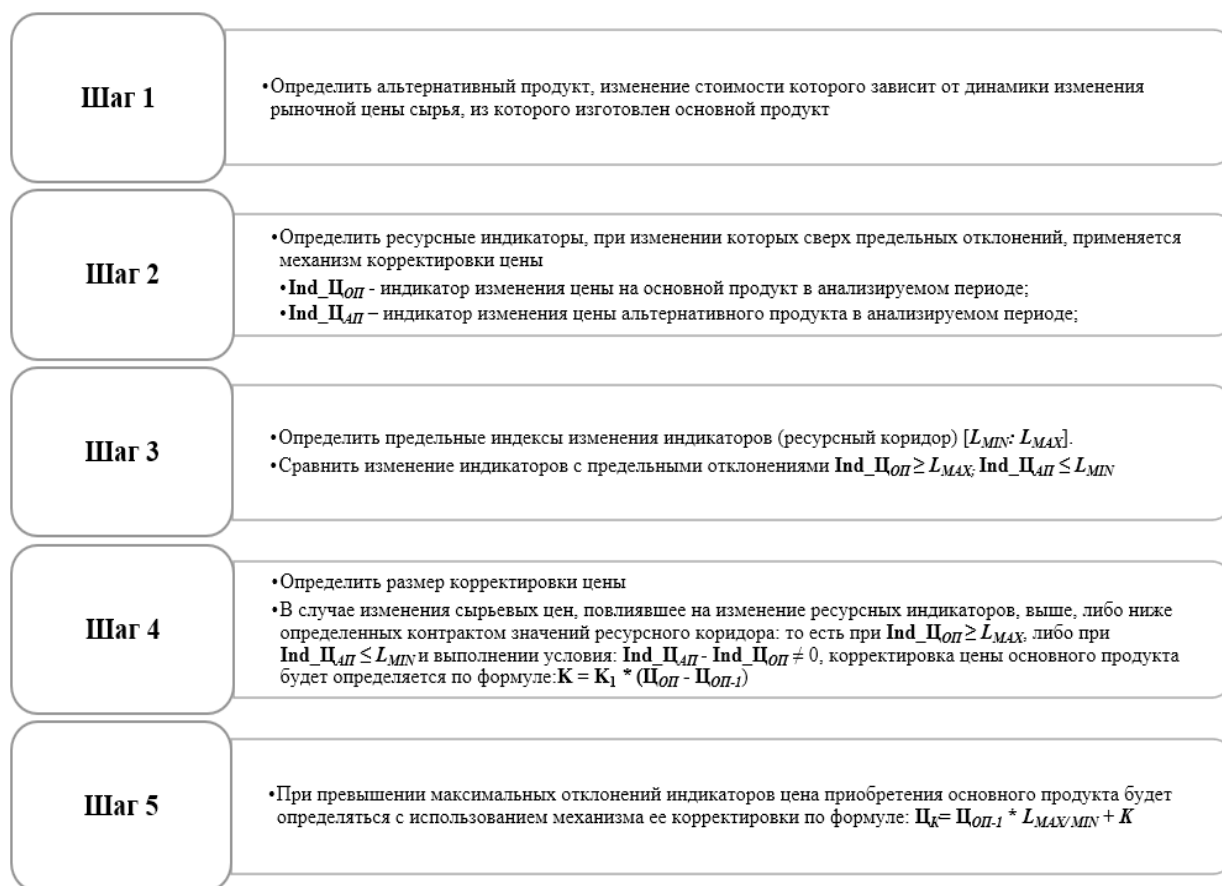 Шаг 1
•Определить альтернативный продукт, изменение стоимости которого зависит от динамики изменения
рыночной цены сырья, из которого изготовлен основной продукт
Шаг 2
•Определить ресурсные индикаторы, при изменении которых сверх предельных отклонений, применяется
механизм корректировки цены
•Ind_ЦОП - индикатор изменения цены на основной продукт в анализируемом периоде;
•Ind_ЦАП – индикатор изменения цены альтернативного продукта в анализируемом периоде;
Шаг 3
•Определить предельные индексы изменения индикаторов (ресурсный коридор) [LMIN: LMAX].
•Сравнить изменение индикаторов с предельными отклонениями Ind_ЦОП ≥ LMAX; Ind_ЦАП ≤ LMIN
Шаг 4
•Определить размер корректировки цены
•В случае изменения сырьевых цен, повлиявшее на изменение ресурсных индикаторов, выше, либо ниже
определенных контрактом значений ресурсного коридора: то есть при Ind_ЦОП ≥ LMAX, либо при
Ind_ЦАП ≤ LMIN и выполнении условия: Ind_ЦАП - Ind_ЦОП ≠ 0, корректировка цены основного продукта
будет определяется по формуле:K = K1 * (ЦОП - ЦОП-1)
Шаг 5
•При превышении максимальных отклонений индикаторов цена приобретения основного продукта будет
определяться с использованием механизма ее корректировки по формуле: Цk= ЦОП-1 * LMAX/MIN + K